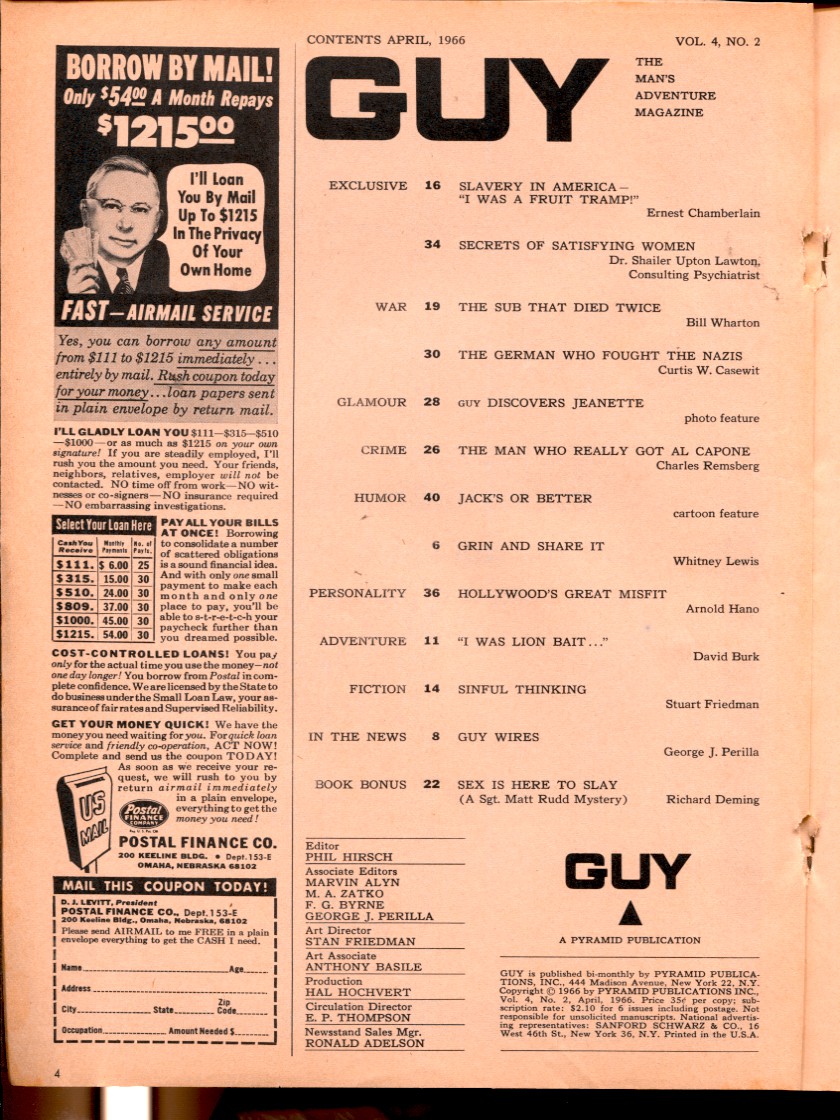 BORROW BY MAIL!
Only $54.00 A Month Repays
$1215.00
I'll Loan
You By Mail
Up To $1215
In The Privacy
Of Your
Own Home
FAST—AIRMAIL SERVICE
Yes, you can borrow any amount
from $111 to $1215 immediately ...
entirely by mail. Rush coupon today
for your money...loan papers sent
in plain envelope by return mail.
I'LL GLADLY LOAN YOU $111—$315—$510
—$1000—or as much as $1215 on your own
signature! If you are steadily employed, I'll
rush you the amount you need. Your friends,
neighbors, relatives, employer will not be
contacted. NO time off from work—NO wit-
nesses or co-signers—NO insurance required
—NO embarrassing investigations.
Select Your Loan Here
Cash You Receive Monthly Payments No. of Payts.
$111. $ 6.00 25
$315. 15.00 30
$510. 24.00 30
$809. 37.00 30
$1000. 45.00 30
$1215. 54.00 30
PAY ALL YOUR BILLS
AT ONCE! Borrowing
to consolidate a number
of scattered obligations
is a sound financial idea.
And with only one small
payment to make each
month and only one
place to pay, you'll be
able to s-t-r-e-t-c-h your
paycheck further than
you dreamed possible.
COST-CONTROLLED LOANS! You pay
only for the actual time you use the money—not
one day longer! You borrow from Postal in com-
plete confidence. We are licensed by the State to
do business under the Small Loan Law, your as-
surance of fair rates and Supervised Reliability.
GET YOUR MONEY QUICK! We have the
money you need waiting for you. For quick loan
service and friendly co-operation, ACT NOW!
Complete and send us the coupon TODAY!
As soon as we receive your re-
quest, we will rush to you by
return airmail immediately
in a plain envelope,
everything to get the
money you need!
US
MAIL
Postal
FINANCE
COMPANY
POSTAL FINANCE CO.
200 KEELINE BLDG. • Dept. 153-E
OMAHA, NEBRASKA 68102
MAIL THIS COUPON TODAY!
D. J. LEVITT, President
POSTAL FINANCE CO., Dept. 153-E
200 Keeline Bldg., Omaha, Nebraska, 68102
Please send AIRMAIL to me FREE in a plain
envelope everything to get the CASH I need.
Name Age
Address
City State Zip Code
Occupation Amount Needed $
4
CONTENTS APRIL, 1966 VOL. 4, NO. 2
GUY
THE
MAN'S
ADVENTURE
MAGAZINE
EXCLUSIVE 16 SLAVERY IN AMERICA—
"I WAS A FRUIT TRAMP!"
Ernest Chamberlain
34 SECRETS OF SATISFYING WOMEN
Dr. Shailer Upton Lawton,
Consulting Psychiatrist
WAR 19 THE SUB THAT DIED TWICE
Bill Wharton
30 THE GERMAN WHO FOUGHT THE NAZIS
Curtis W. Casewit
GLAMOUR 28 GUY DISCOVERS JEANETTE
photo feature
CRIME 26 THE MAN WHO REALLY GOT AL CAPONE
Charles Remsberg
HUMOR 40 JACK'S OR BETTER
cartoon feature
6 GRIN AND SHARE IT
Whitney Lewis
PERSONALITY 36 HOLLYWOOD'S GREAT MISFIT
Arnold Hano
ADVENTURE 11 "I WAS LION BAIT..."
David Burk
FICTION 14 SINFUL THINKING
Stuart Friedman
IN THE NEWS 8 GUY WIRES
George J. Perilla
BOOK BONUS 22 SEX IS HERE TO SLAY
(A Sgt. Matt Rudd Mystery) Richard Deming
Editor
PHIL HIRSCH
Associate Editors
MARVIN ALYN
M. A. ZATKO
F. G. BYRNE
GEORGE J. PERILLA
Art Director
STAN FRIEDMAN
Art Associate
ANTHONY BASILE
Production
HAL HOCHVERT
Circulation Director
E. P. THOMPSON
Newsstand Sales Mgr.
RONALD ADELSON
GUY
A PYRAMID PUBLICATION
GUY is published bi-monthly by PYRAMID PUBLICA-
TIONS, INC., 444 Madison Avenue, New York 22, N.Y.
Copyright © 1966 by PYRAMID PUBLICATIONS INC.,
Vol. 4, No. 2, April, 1966. Price 35¢ per copy; sub-
scription rate: $2.10 for 6 issues including postage. Not
responsible for unsolicited manuscripts. National advertis-
ing representatives: SANFORD SCHWARZ & CO., 16
West 46th St., New York 36, N.Y. Printed in the U.S.A.